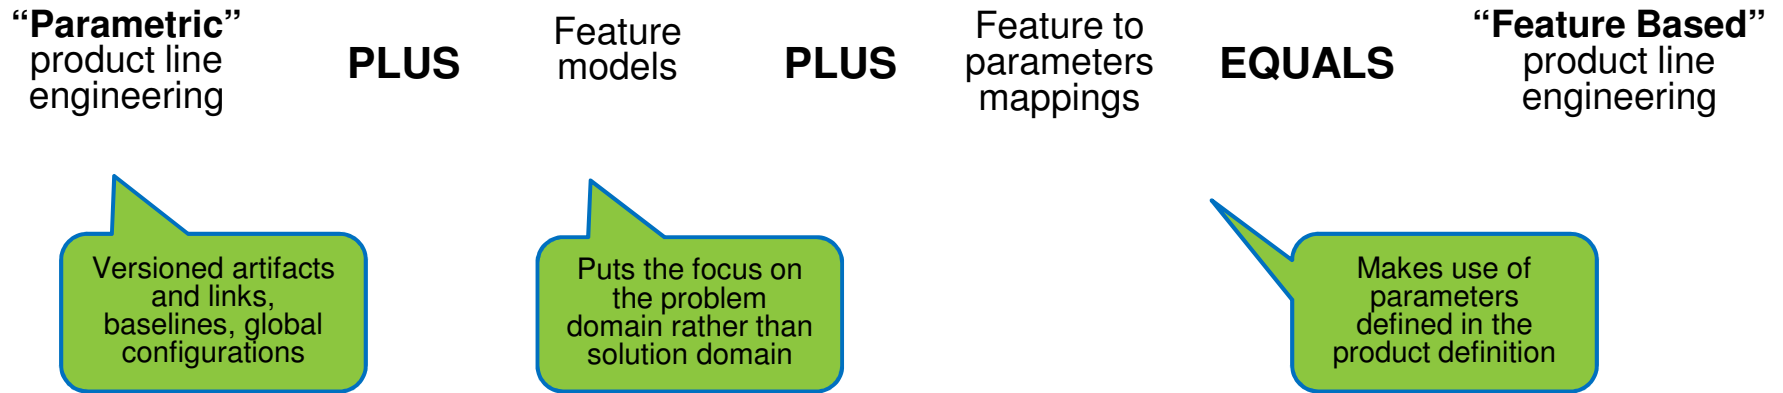 “Parametric”
product line
engineering
PLUS
Feature
models
PLUS
Feature to
parameters
mappings
EQUALS
“Feature Based”
product line
engineering
Versioned artifacts
and links,
baselines, global
configurations
Puts the focus on
the problem
domain rather than
solution domain
Makes use of
parameters
defined in the
product definition